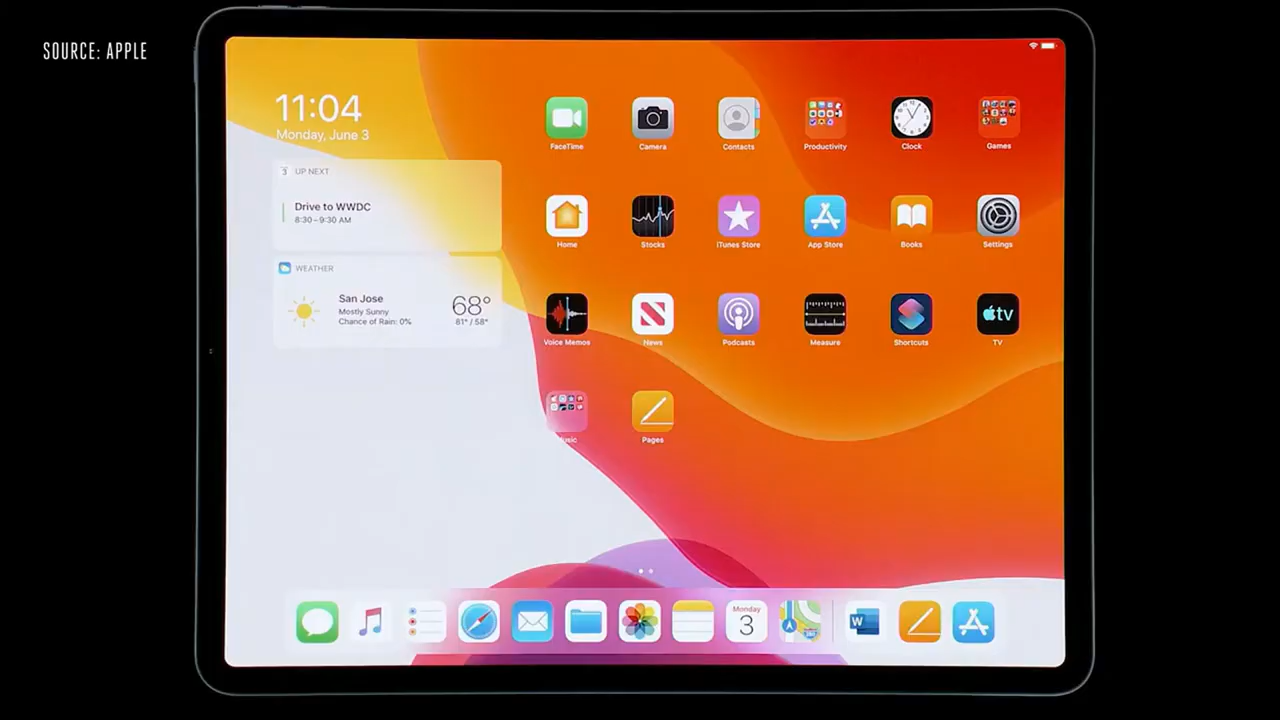 SOURCE: APPLE
11:04
Monday, June 3
3 UP NEXT
Drive to WWDC
8:30–9:30 AM
WEATHER
San Jose
Mostly Sunny
Chance of Rain: 0%
68°
81° / 58°
FaceTime
Camera
Contacts
Productivity
Clock
Games
Home
Stocks
iTunes Store
App Store
Books
Settings
Voice Memos
News
Podcasts
Measure
Shortcuts
tv
TV
Music
Pages
Monday
3
W